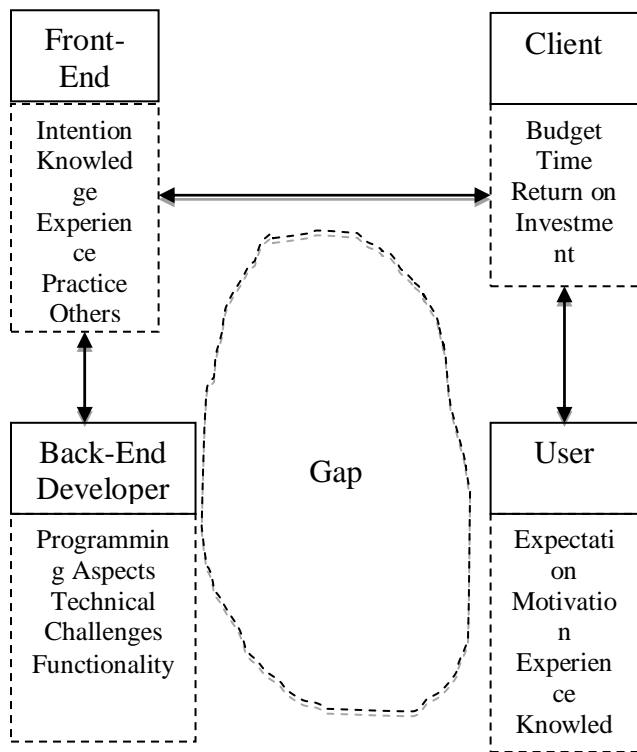 Front-
End
Intention
Knowled
ge
Experien
ce
Practice
Others
Client
Budget
Time
Return on
Investme
nt
Back-End
Developer
Programmin
g Aspects
Technical
Challenges
Functionality
Gap
User
Expectati
on
Motivatio
n
Experien
ce
Knowled